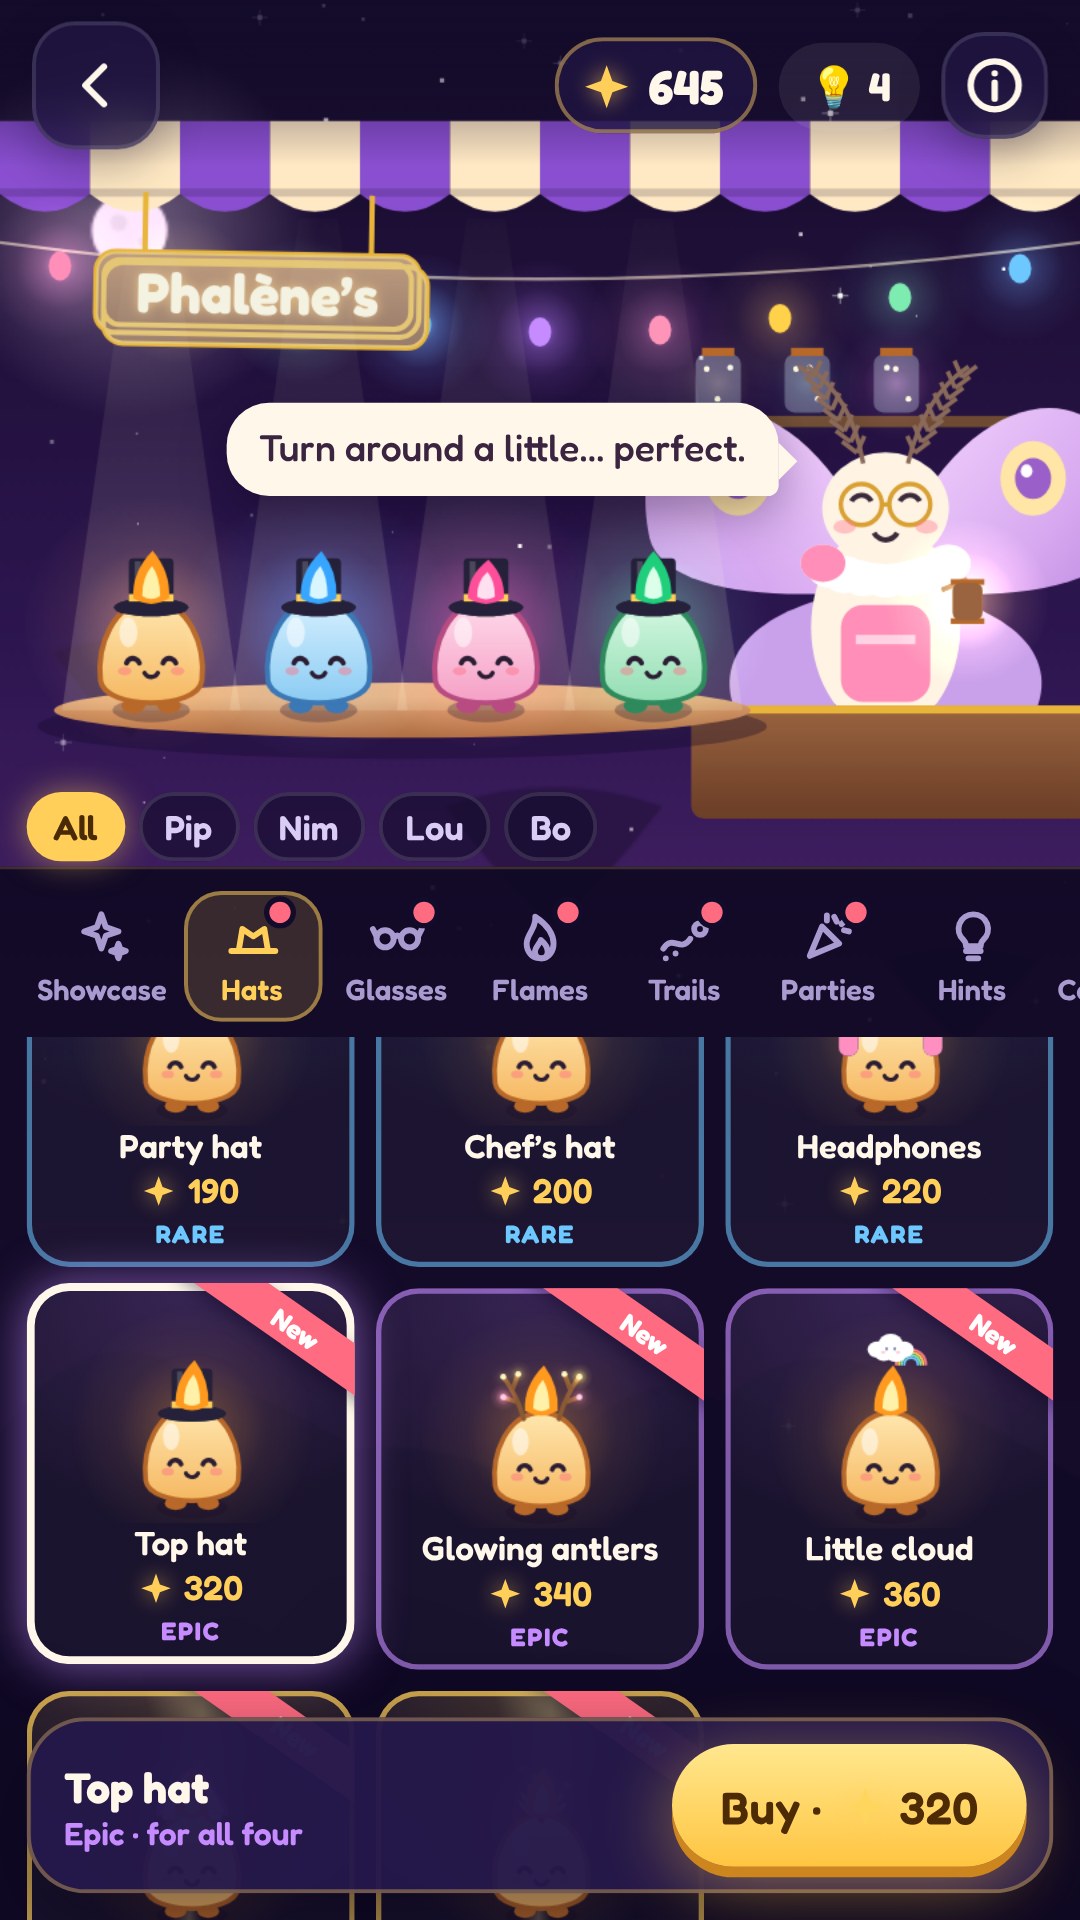 645
4
Phalène’s
Turn around a little... perfect.
All
Pip
Nim
Lou
Bo
Showcase
Hats
Glasses
Flames
Trails
Parties
Hints
Party hat
190
RARE
Chef’s hat
200
RARE
Headphones
220
RARE
New
Top hat
320
EPIC
New
Glowing antlers
340
EPIC
New
Little cloud
360
EPIC
Top hat
Epic · for all four
Buy · 320